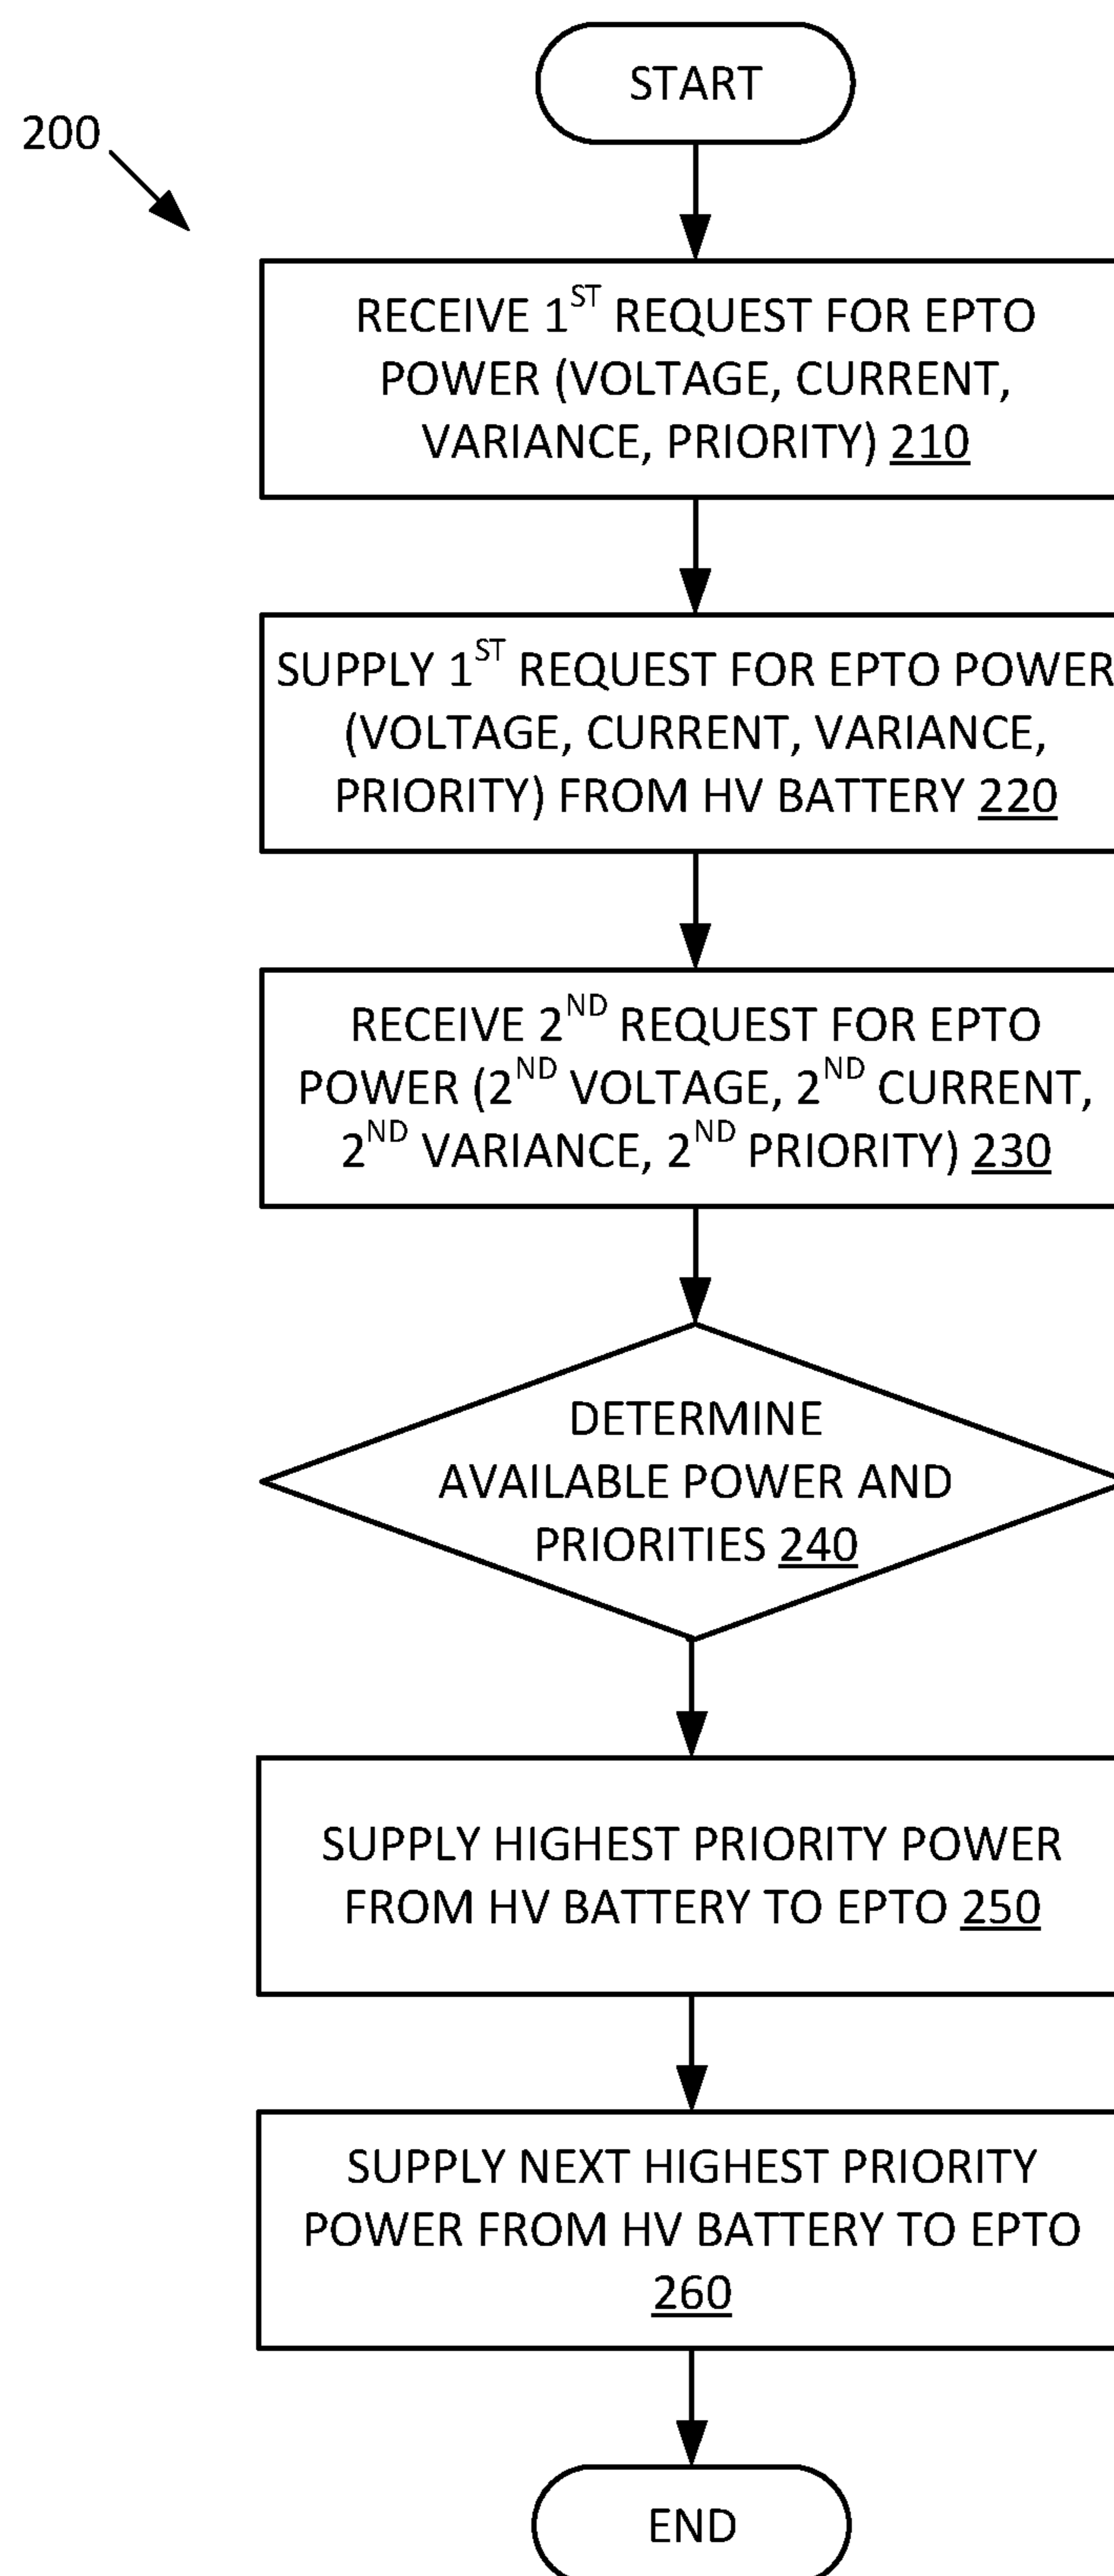 START
200
RECEIVE 1ST REQUEST FOR EPTO
POWER (VOLTAGE, CURRENT,
VARIANCE, PRIORITY) 210
SUPPLY 1ST REQUEST FOR EPTO POWER
(VOLTAGE, CURRENT, VARIANCE,
PRIORITY) FROM HV BATTERY 220
RECEIVE 2ND REQUEST FOR EPTO
POWER (2ND VOLTAGE, 2ND CURRENT,
2ND VARIANCE, 2ND PRIORITY) 230
DETERMINE
AVAILABLE POWER AND
PRIORITIES 240
SUPPLY HIGHEST PRIORITY POWER
FROM HV BATTERY TO EPTO 250
SUPPLY NEXT HIGHEST PRIORITY
POWER FROM HV BATTERY TO EPTO
260
END